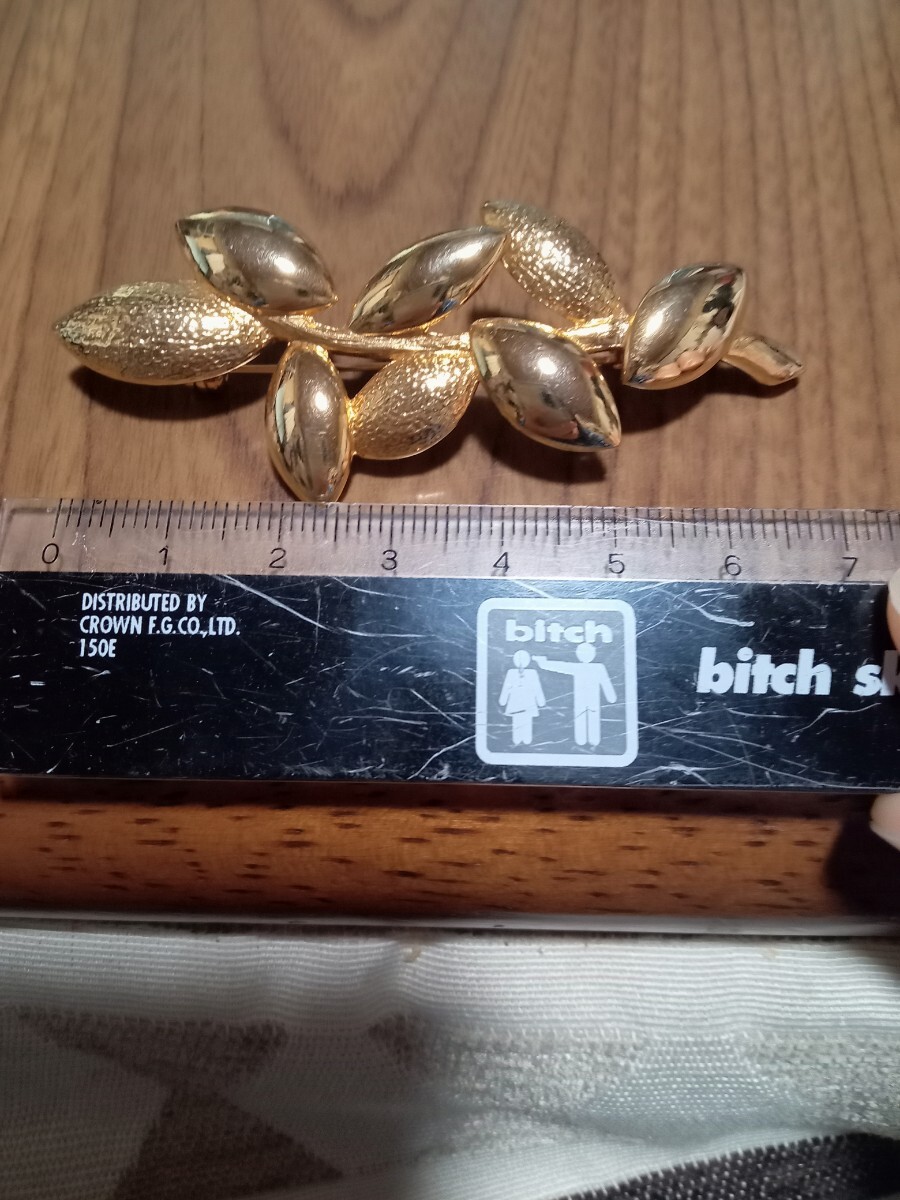 0 1 2 3 4 5 6 7
DISTRIBUTED BY
CROWN F.G.CO.,LTD.
150E
bitch
bitch